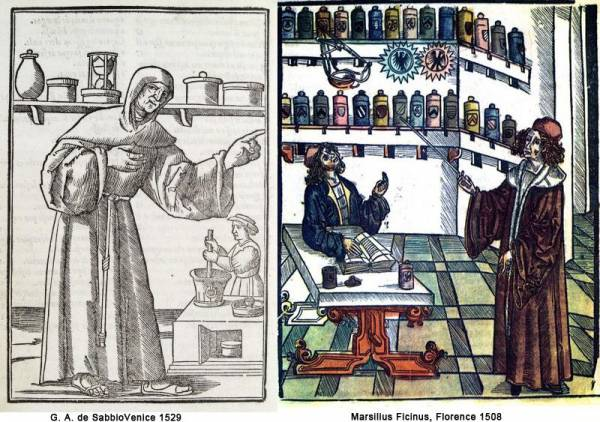 G. A. de SabbioVenice 1529
Marsilius Ficinus, Florence 1508